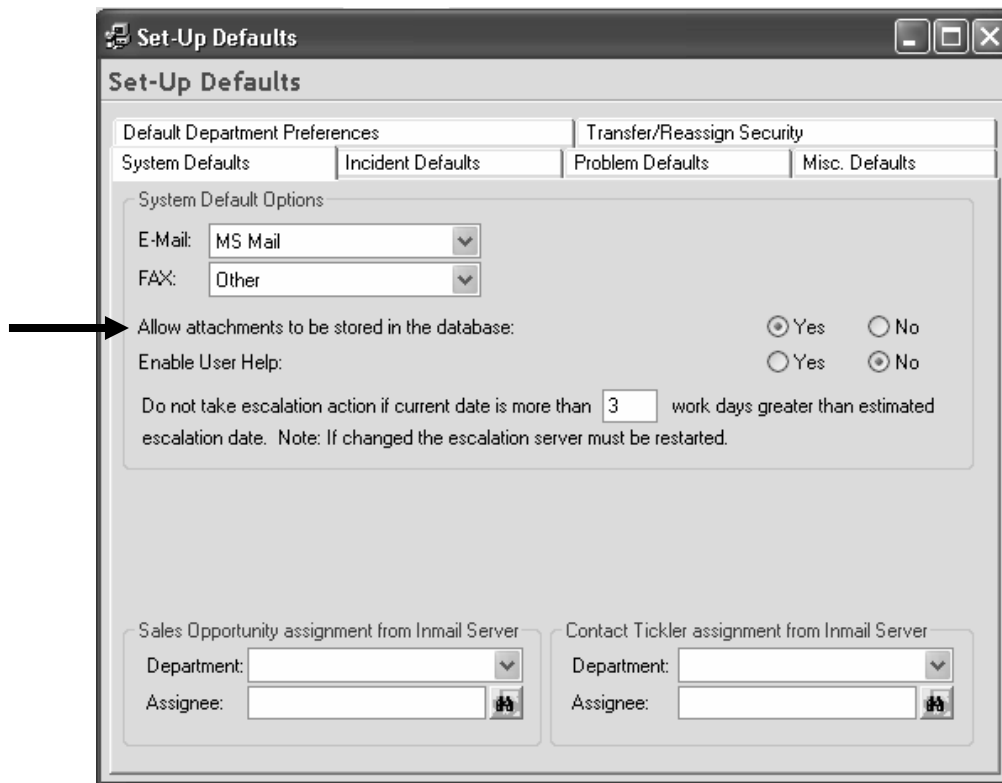 Set-Up Defaults
Set-Up Defaults
Default Department Preferences Transfer/Reassign Security
System Defaults Incident Defaults Problem Defaults Misc. Defaults
System Default Options
E-Mail: MS Mail
FAX: Other
Allow attachments to be stored in the database: Yes No
Enable User Help: Yes No
Do not take escalation action if current date is more than 3 work days greater than estimated
escalation date. Note: If changed the escalation server must be restarted.
Sales Opportunity assignment from Inmail Server Contact Tickler assignment from Inmail Server
Department: Department:
Assignee: Assignee: